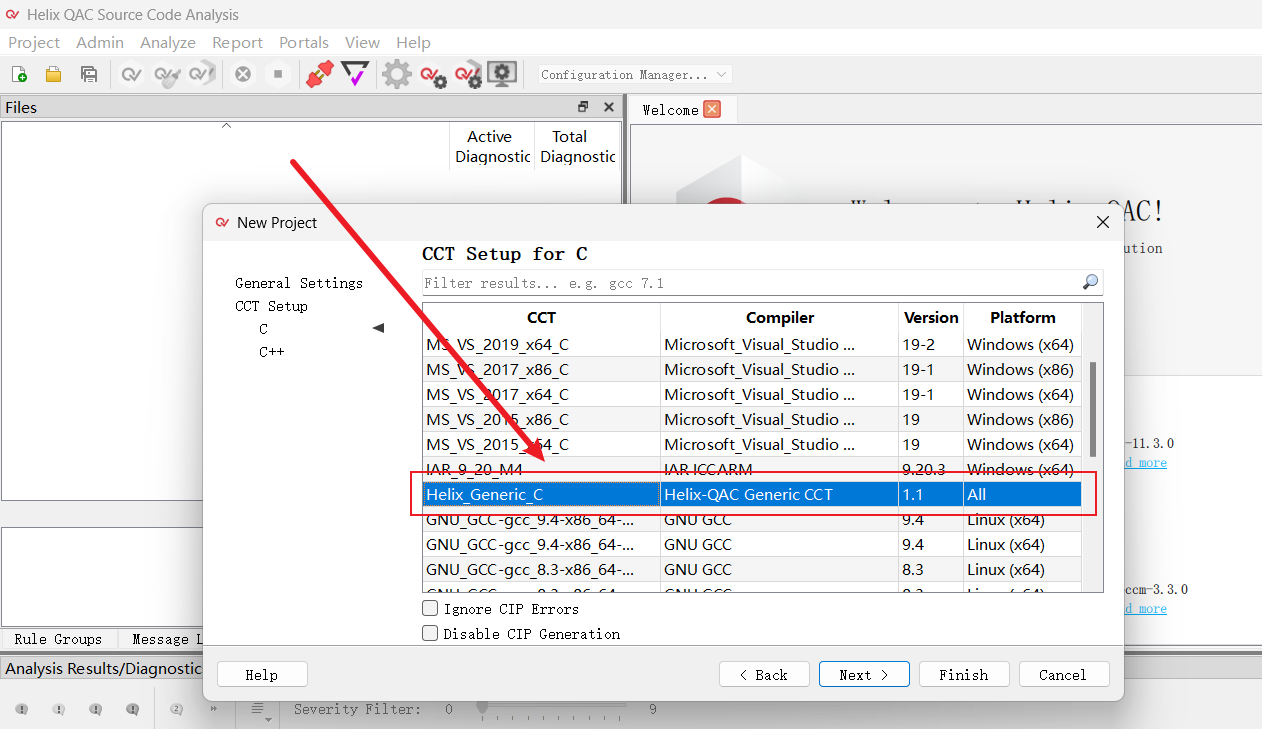 Helix QAC Source Code Analysis
Project Admin Analyze Report Portals View Help
Configuration Manager...
Files
Active Diagnostic
Total Diagnostic
Welcome
QAC!
ution
New Project
General Settings
CCT Setup
C
C++
CCT Setup for C
Filter results... e.g. gcc 7.1
CCT Compiler Version Platform
MS_VS_2019_x64_C Microsoft_Visual_Studio ... 19-2 Windows (x64)
MS_VS_2017_x86_C Microsoft_Visual_Studio ... 19-1 Windows (x86)
MS_VS_2017_x64_C Microsoft_Visual_Studio ... 19-1 Windows (x64)
MS_VS_2015_x86_C Microsoft_Visual_Studio ... 19 Windows (x86)
MS_VS_2015_x64_C Microsoft_Visual_Studio ... 19 Windows (x64)
IAR_9_20_M4 IAR ICCARM 9.20.3 Windows (x64)
Helix_Generic_C Helix-QAC Generic CCT 1.1 All
GNU_GCC-gcc_9.4-x86_64-... GNU GCC 9.4 Linux (x64)
GNU_GCC-gcc_9.4-x86_64-... GNU GCC 9.4 Linux (x64)
GNU_GCC-gcc_8.3-x86_64-... GNU GCC 8.3 Linux (x64)
Ignore CIP Errors
Disable CIP Generation
Help < Back Next > Finish Cancel
-11.3.0
d more
ccm-3.3.0
d more
Rule Groups Message L
Analysis Results/Diagnostic
Severity Filter: 0 9